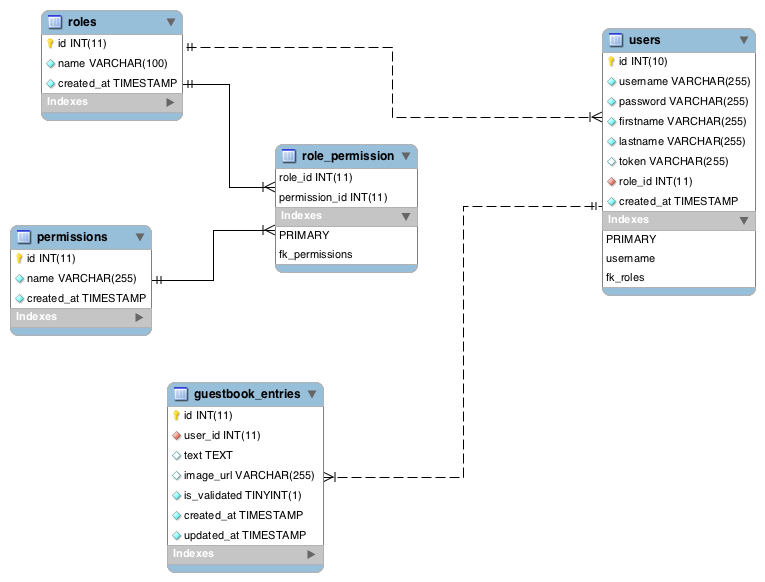 roles
id INT(11)
name VARCHAR(100)
created_at TIMESTAMP
Indexes
users
id INT(10)
username VARCHAR(255)
password VARCHAR(255)
firstname VARCHAR(255)
lastname VARCHAR(255)
token VARCHAR(255)
role_id INT(11)
created_at TIMESTAMP
Indexes
PRIMARY
username
fk_roles
role_permission
role_id INT(11)
permission_id INT(11)
Indexes
PRIMARY
fk_permissions
permissions
id INT(11)
name VARCHAR(255)
created_at TIMESTAMP
Indexes
guestbook_entries
id INT(11)
user_id INT(11)
text TEXT
image_url VARCHAR(255)
is_validated TINYINT(1)
created_at TIMESTAMP
updated_at TIMESTAMP
Indexes